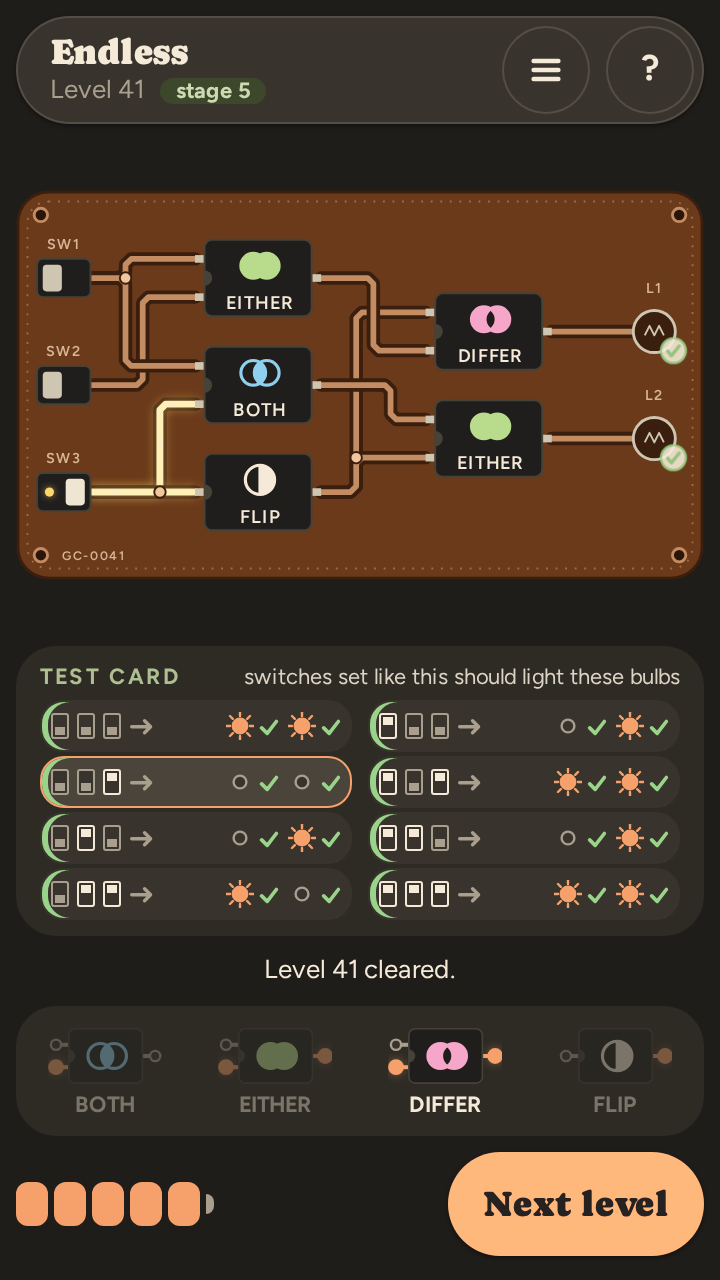 Endless
Level 41 stage 5
?
SW1
SW2
SW3
EITHER
BOTH
FLIP
DIFFER
EITHER
L1
L2
GC-0041
TEST CARD switches set like this should light these bulbs
Level 41 cleared.
BOTH EITHER DIFFER FLIP
Next level